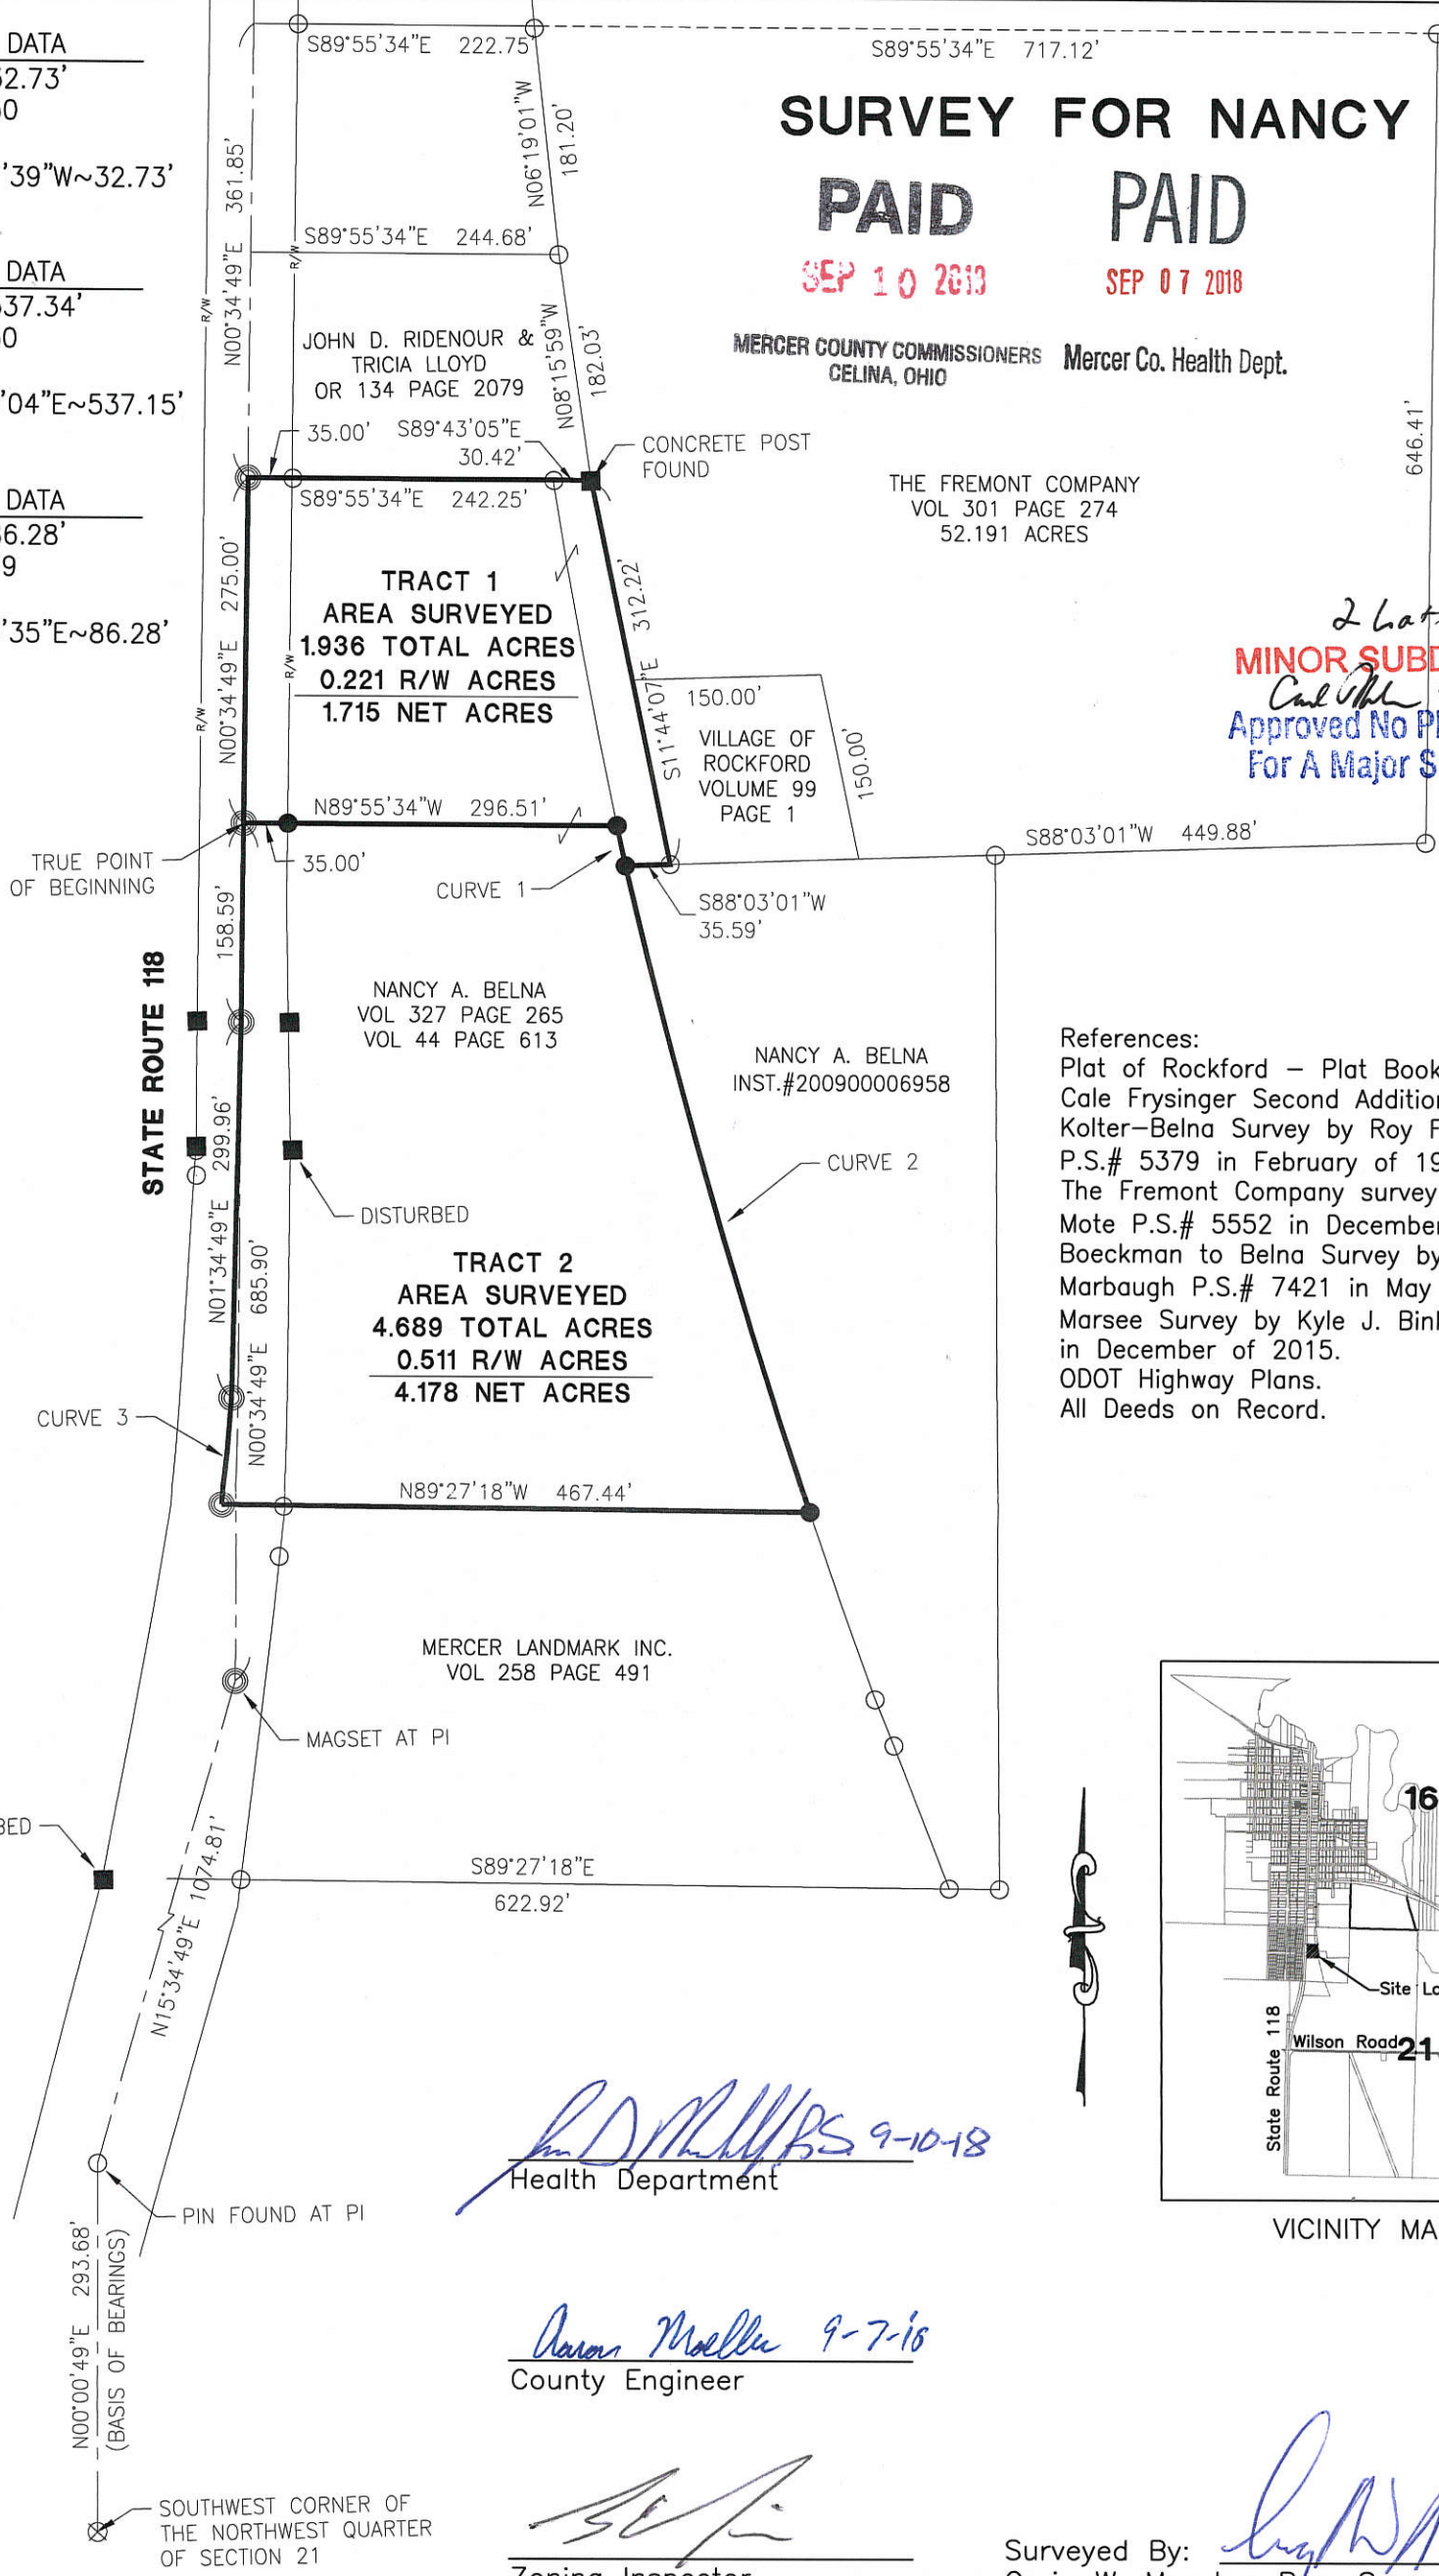 S89°55'34"E 222.75'
S89°55'34"E 717.12'
DATA
52.73'
'39"W~32.73'
DATA
537.34'
'04"E~537.15'
DATA
86.28'
'35"E~86.28'
SURVEY FOR NANCY
PAID
PAID
SEP 10 2018
SEP 07 2018
MERCER COUNTY COMMISSIONERS
CELINA, OHIO
Mercer Co. Health Dept.
N00°34'49"E 361.85'
N06°19'01"W 181.20'
S89°55'34"E 244.68'
R/W
R/W
JOHN D. RIDENOUR &
TRICIA LLOYD
OR 134 PAGE 2079
N08°15'59"W 182.03'
646.41'
35.00'
S89°43'05"E
30.42'
CONCRETE POST
FOUND
S89°55'34"E 242.25'
THE FREMONT COMPANY
VOL 301 PAGE 274
52.191 ACRES
N00°34'49"E 275.00'
R/W
R/W
TRACT 1
AREA SURVEYED
1.936 TOTAL ACRES
0.221 R/W ACRES
1.715 NET ACRES
S11°44'07"E 312.22'
150.00'
150.00'
VILLAGE OF
ROCKFORD
VOLUME 99
PAGE 1
2 Lot
MINOR SUBD
Approved No Pl
For A Major S
N89°55'34"W 296.51'
S88°03'01"W 449.88'
TRUE POINT
OF BEGINNING
35.00'
CURVE 1
S88°03'01"W
35.59'
158.59'
STATE ROUTE 118
NANCY A. BELNA
VOL 327 PAGE 265
VOL 44 PAGE 613
NANCY A. BELNA
INST.#200900006958
References:
Plat of Rockford – Plat Book
Cale Frysinger Second Addition
Kolter–Belna Survey by Roy F
P.S.# 5379 in February of 19
The Fremont Company survey
Mote P.S.# 5552 in December
Boeckman to Belna Survey by
Marbaugh P.S.# 7421 in May
Marsee Survey by Kyle J. Bin
in December of 2015.
ODOT Highway Plans.
All Deeds on Record.
CURVE 2
DISTURBED
N01°34'49"E 299.96'
N00°34'49"E 685.90'
TRACT 2
AREA SURVEYED
4.689 TOTAL ACRES
0.511 R/W ACRES
4.178 NET ACRES
CURVE 3
N89°27'18"W 467.44'
MERCER LANDMARK INC.
VOL 258 PAGE 491
MAGSET AT PI
BED
N15°34'49"E 1074.81'
S89°27'18"E
622.92'
16
Site Lo
State Route 118
Wilson Road
21
VICINITY MA
R.S. 9-10-18
Health Department
PIN FOUND AT PI
N00°00'49"E 293.68'
(BASIS OF BEARINGS)
Aaron Moeller 9-7-18
County Engineer
SOUTHWEST CORNER OF
THE NORTHWEST QUARTER
OF SECTION 21
Zoning Inspector
Surveyed By: